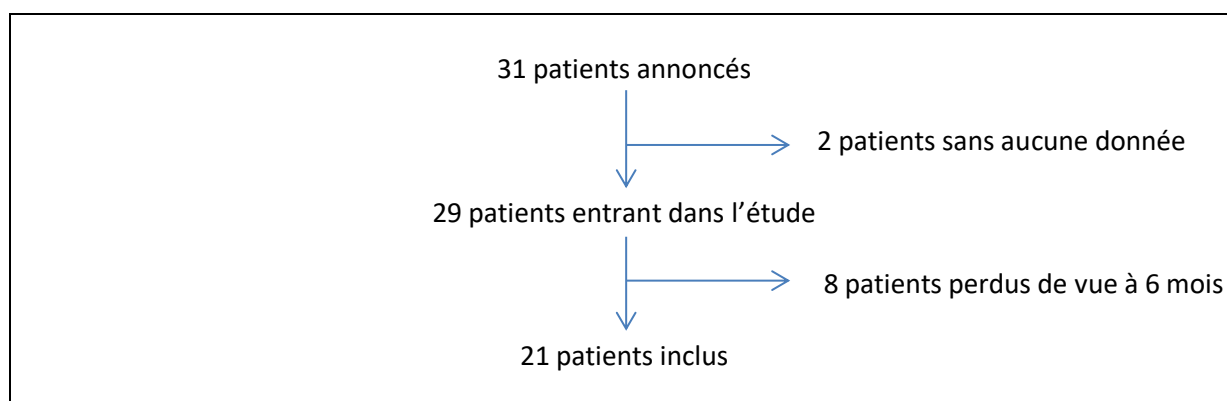 31 patients annoncés
2 patients sans aucune donnée
29 patients entrant dans l’étude
8 patients perdus de vue à 6 mois
21 patients inclus